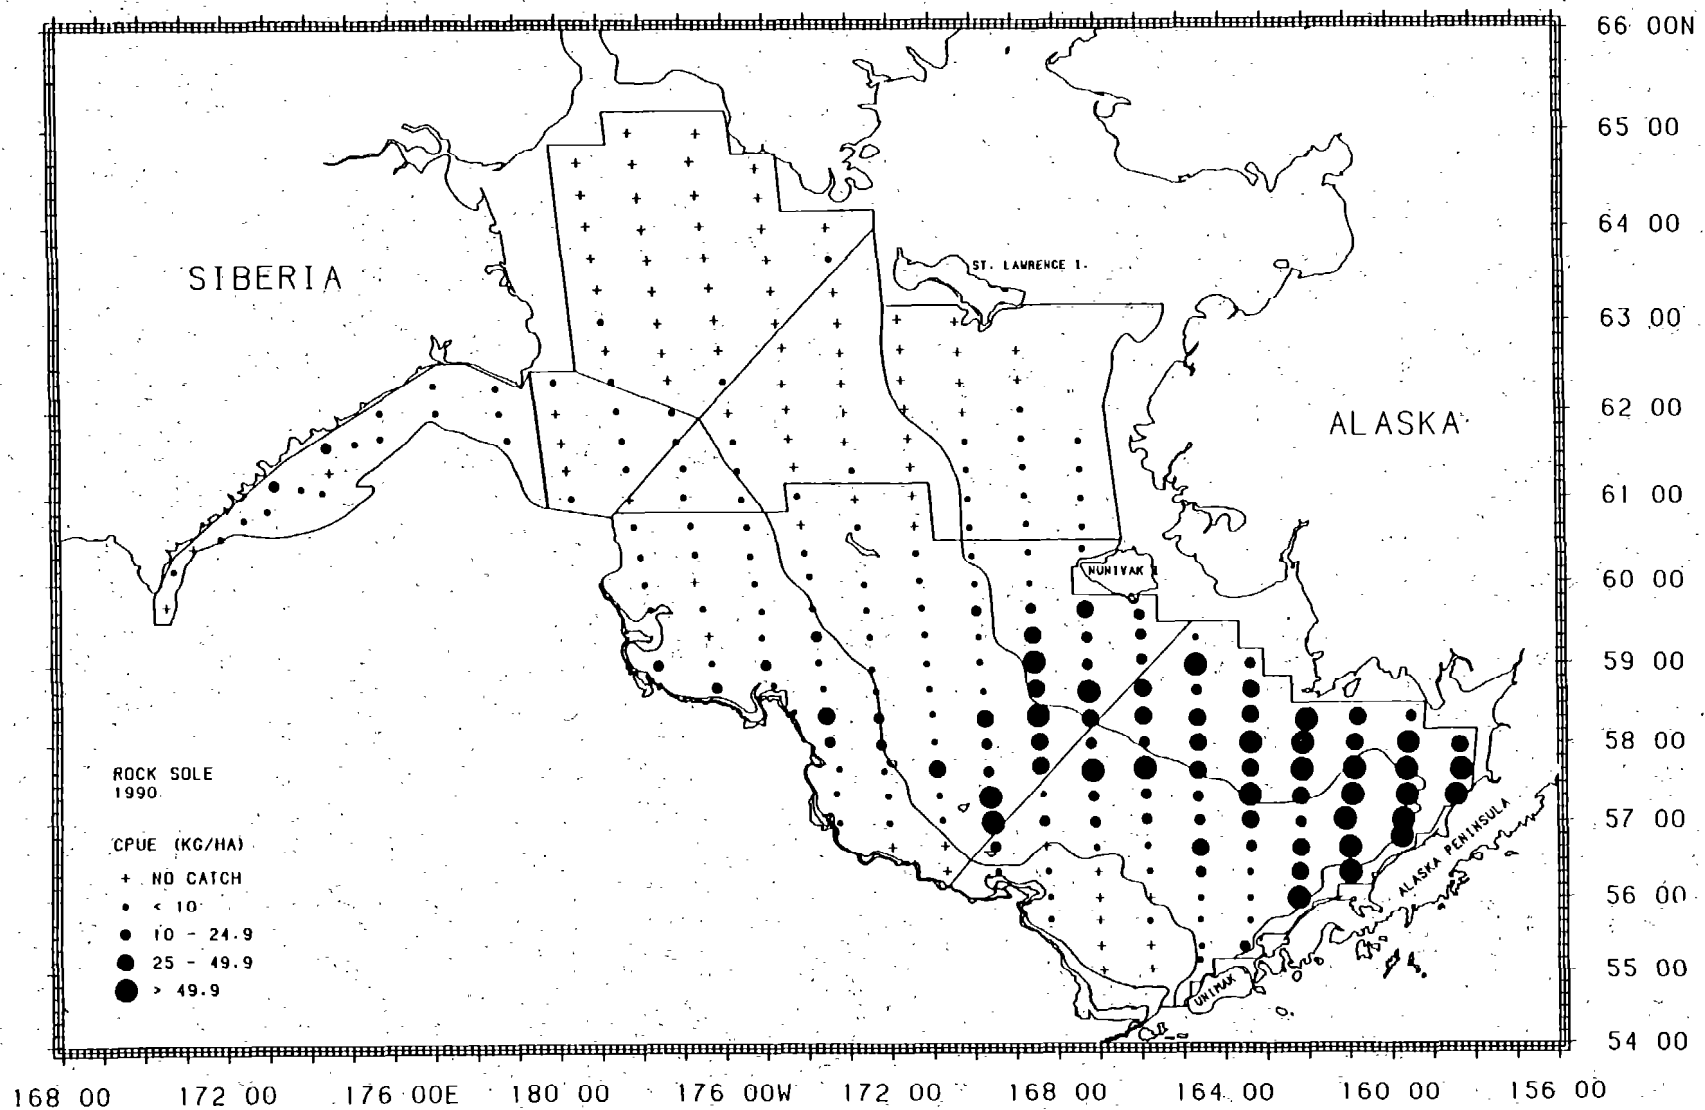 66 00N
65 00
64 00
SIBERIA
ST. LAWRENCE I.
63 00
62 00
ALASKA
61 00
60 00
NUNIVAK I
59 00
58 00
57 00
56 00
55 00
54 00
ROCK SOLE
1990
CPUE (KG/HA)
+ NO CATCH
< 10
10 - 24.9
25 - 49.9
> 49.9
ALASKA PENINSULA
UNIMAK
168 00 172 00 176 00E 180 00 176 00W 172 00 168 00 164 00 160 00 156 00